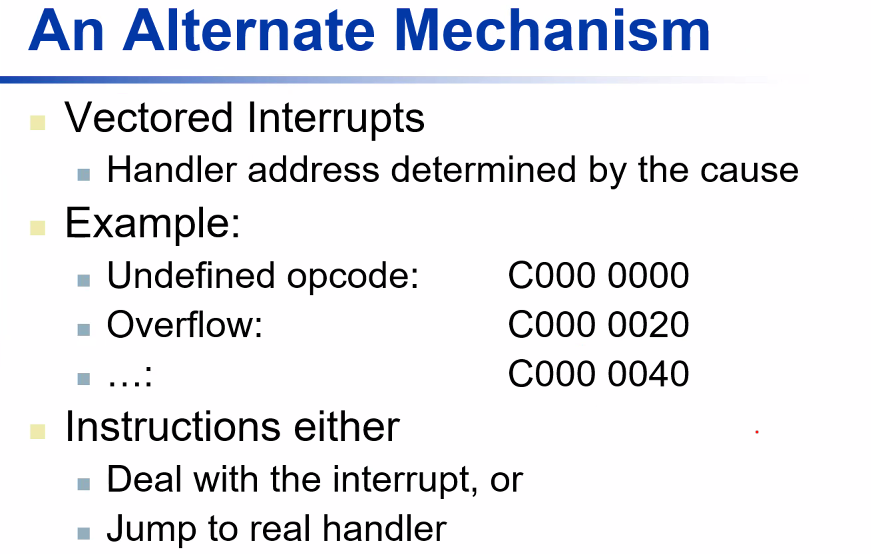 An Alternate Mechanism
Vectored Interrupts
Handler address determined by the cause
Example:
Undefined opcode: C000 0000
Overflow: C000 0020
…: C000 0040
Instructions either
Deal with the interrupt, or
Jump to real handler